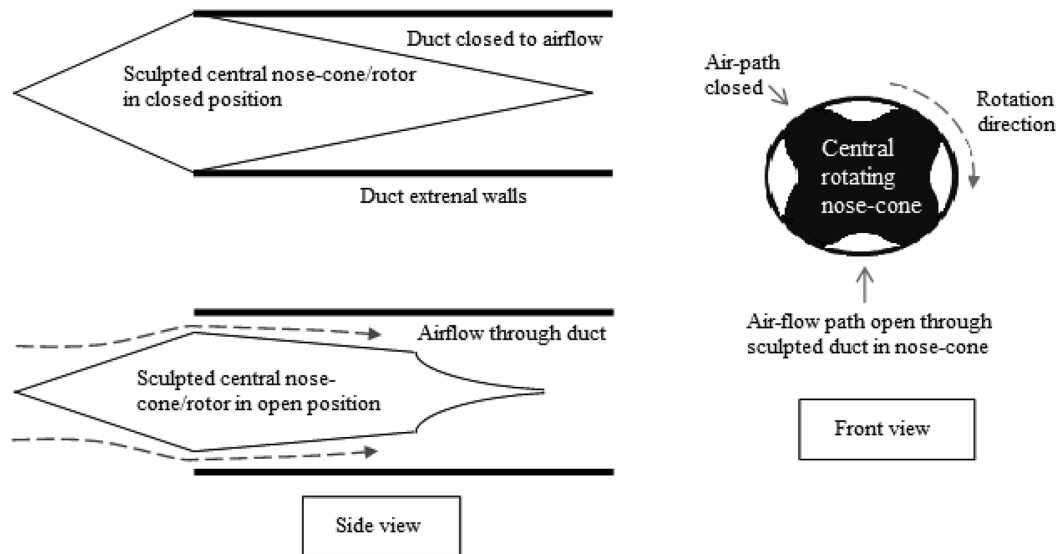 Duct closed to airflow
Sculpted central nose-cone/rotor
in closed position
Duct extrenal walls
Air-path
closed
Rotation
direction
Central
rotating
nose-cone
Airflow through duct
Sculpted central nose-
cone/rotor in open position
Air-flow path open through
sculpted duct in nose-cone
Front view
Side view